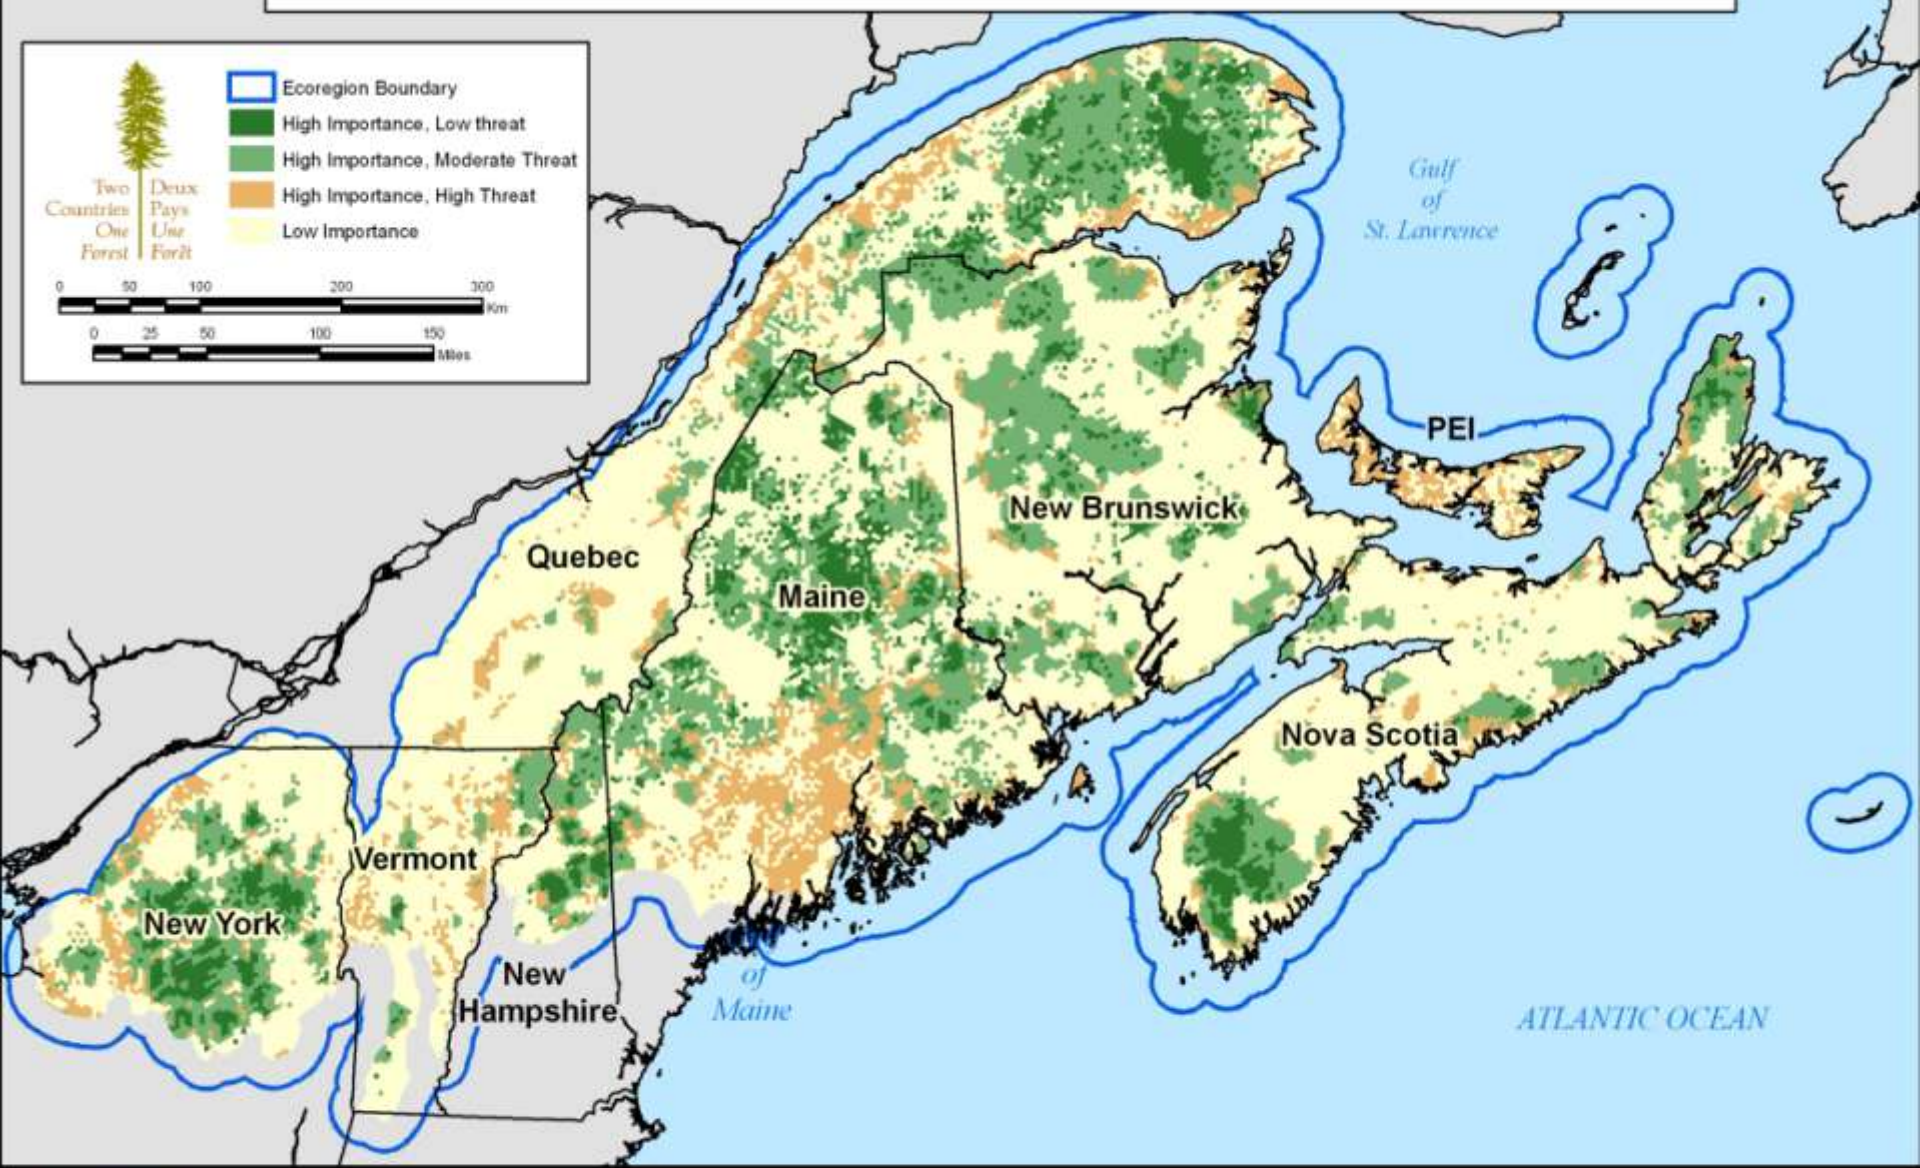 Ecoregion Boundary
High Importance, Low threat
High Importance, Moderate Threat
High Importance, High Threat
Low Importance
Two Deux
Countries Pays
One Une
Forest Forêt
0 50 100 200 300
Km
0 25 50 100 150
Miles
Gulf
of
St. Lawrence
PEI
New Brunswick
Quebec
Maine
Nova Scotia
Vermont
New York
New
Hampshire
of
Maine
ATLANTIC OCEAN